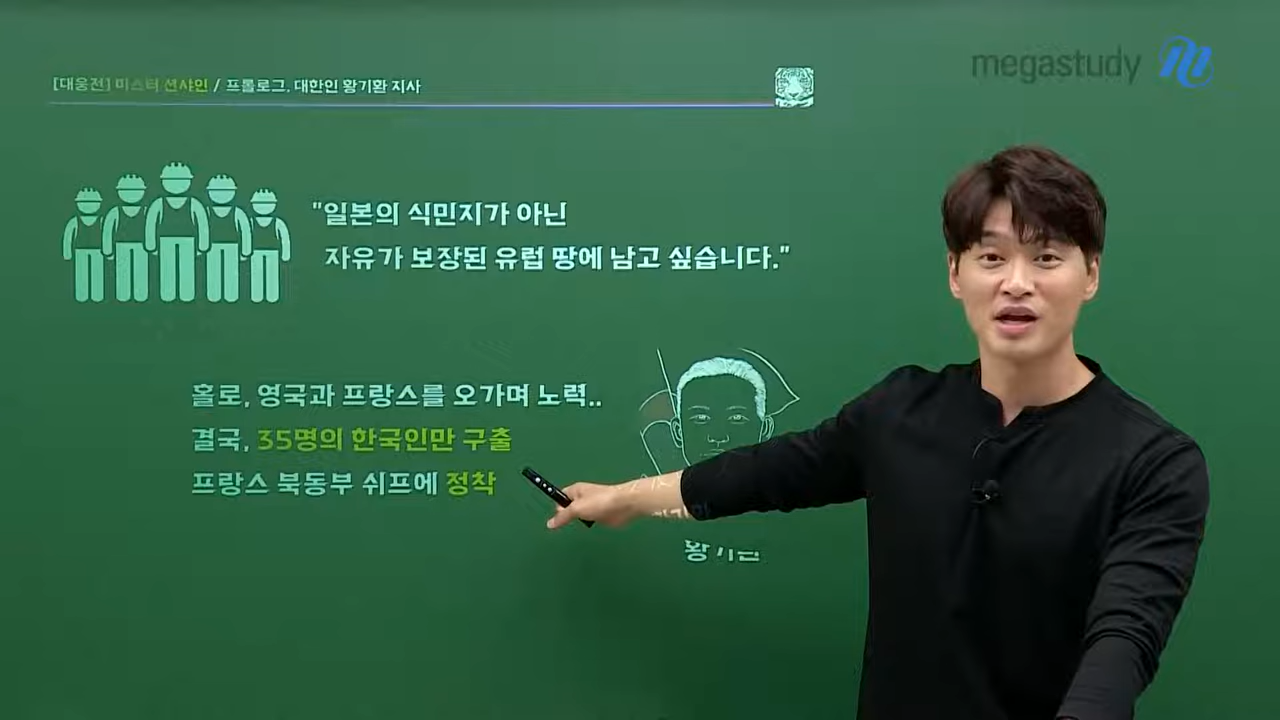 megastudy
[대웅전] 미스터 션샤인 / 프롤로그. 대한인 황기환 지사
"일본의 식민지가 아닌
자유가 보장된 유럽 땅에 남고 싶습니다."
홀로, 영국과 프랑스를 오가며 노력..
결국, 35명의 한국인만 구출
프랑스 북동부 쉬프에 정착
황기환